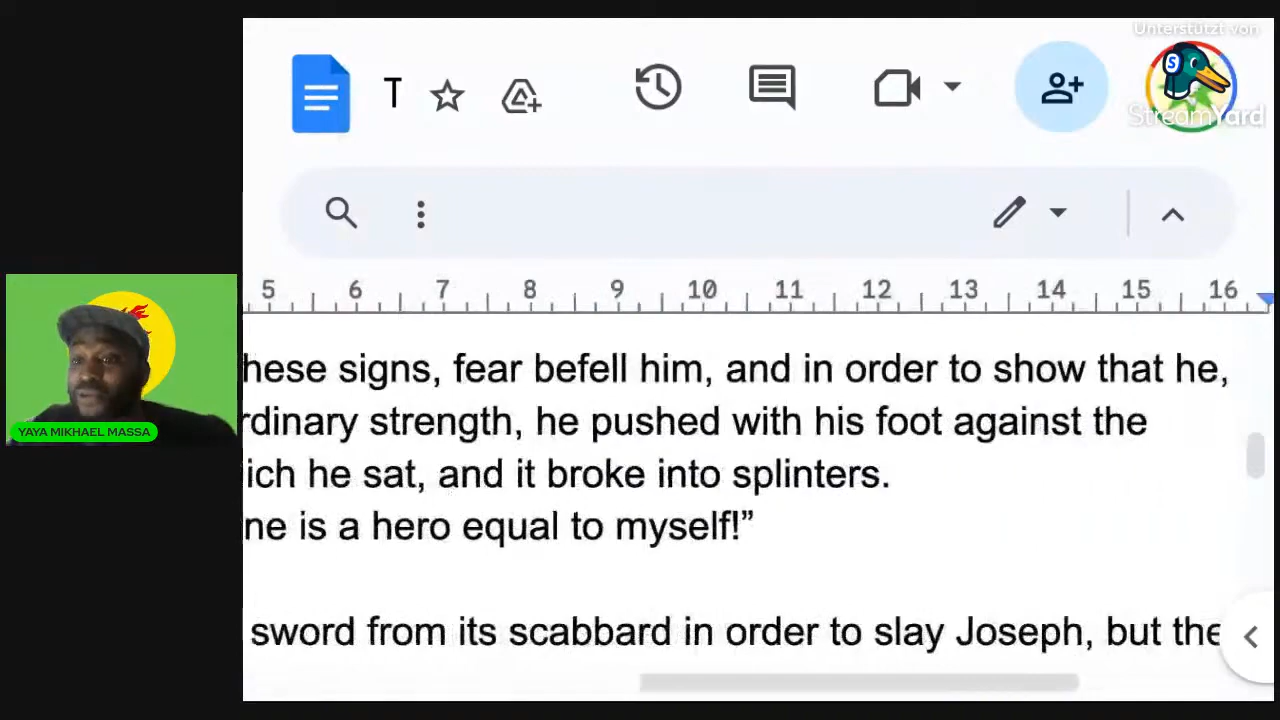 Unterstützt von
T
S
StreamYard
5 6 7 8 9 10 11 12 13 14 15 16
hese signs, fear befell him, and in order to show that he,
rdinary strength, he pushed with his foot against the
ich he sat, and it broke into splinters.
ne is a hero equal to myself!”
sword from its scabbard in order to slay Joseph, but the
YAYA MIKHAEL MASSA